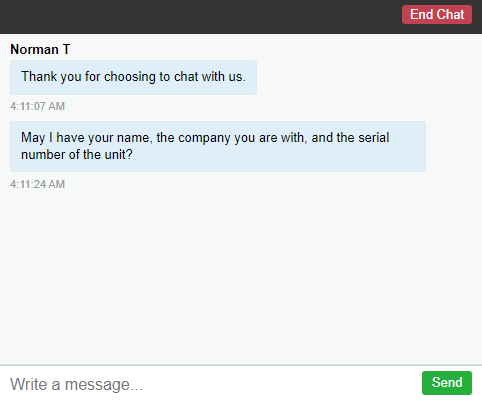 End Chat
Norman T
Thank you for choosing to chat with us.
4:11:07 AM
May I have your name, the company you are with, and the serial
number of the unit?
4:11:24 AM
Write a message...
Send